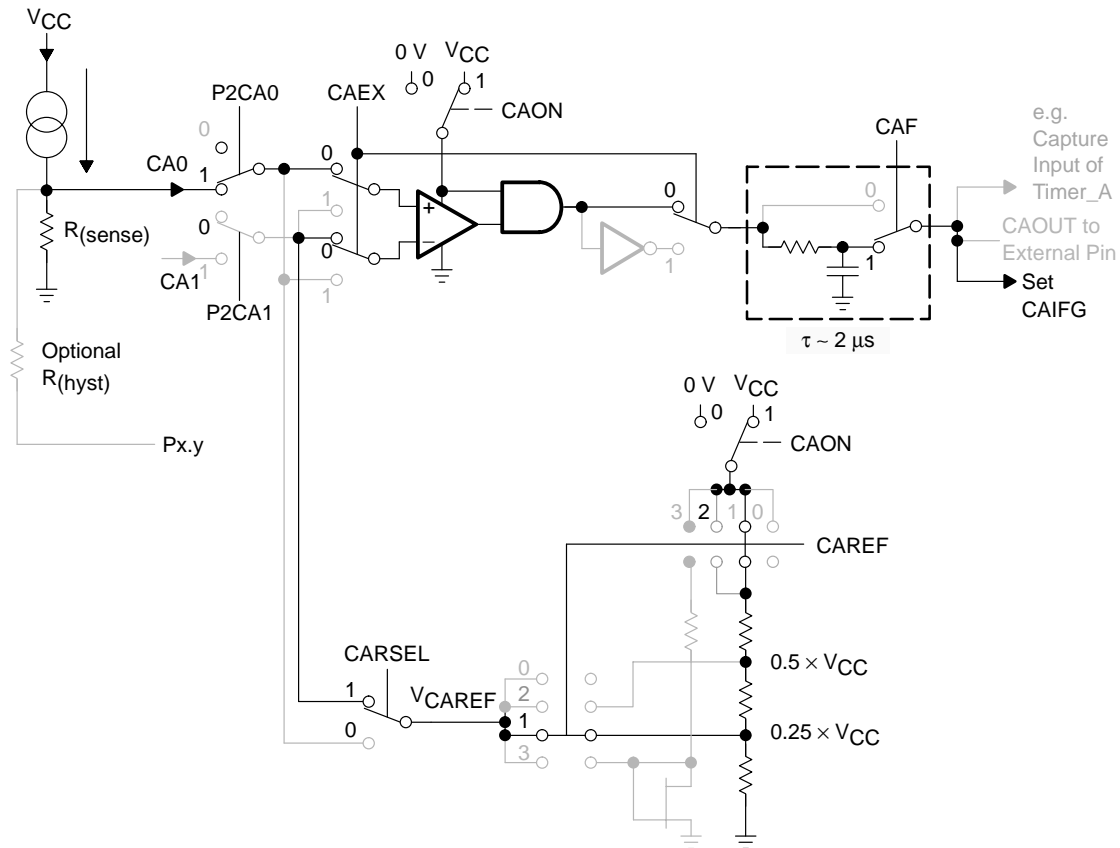 VCC
0 V
VCC
0
1
CAON
P2CA0
CAEX
CAF
e.g.
Capture
Input of
Timer_A
0
CA0
1
0
1
+
0
0
R(sense)
0
0
–
1
CAOUT to
External Pin
CA1
1
1
1
Set
CAIFG
P2CA1
τ ~ 2 μs
Optional
R(hyst)
Px.y
0 V
VCC
0
1
CAON
3
2
1
0
CAREF
CARSEL
0
0.5 × VCC
1
VCAREF
2
0
1
0.25 × VCC
3